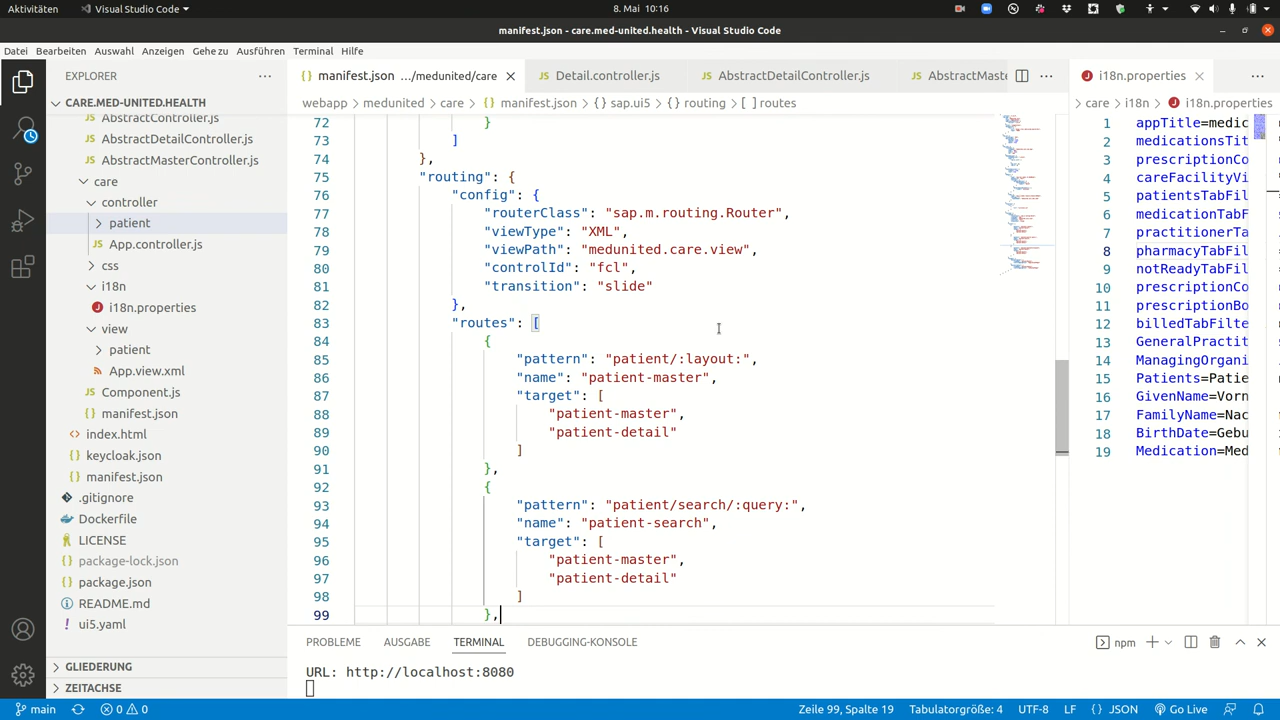 Aktivitäten
Visual Studio Code
8. Mai 10:16
manifest.json - care.med-united.health - Visual Studio Code
Datei Bearbeiten Auswahl Anzeigen Gehe zu Ausführen Terminal Hilfe
EXPLORER
CARE.MED-UNITED.HEALTH
AbstractController.js
AbstractDetailController.js
AbstractMasterController.js
care
controller
patient
App.controller.js
css
i18n
i18n.properties
view
patient
App.view.xml
Component.js
manifest.json
index.html
keycloak.json
manifest.json
.gitignore
Dockerfile
LICENSE
package-lock.json
package.json
README.md
ui5.yaml
GLIEDERUNG
ZEITACHSE
manifest.json .../medunited/care
Detail.controller.js
AbstractDetailController.js
AbstractMaste
webapp > medunited > care > {} manifest.json > {} sap.ui5 > {} routing > [ ] routes
72 }
73 ]
74 },
75 "routing": {
76 "config": {
77 "routerClass": "sap.m.routing.Router",
78 "viewType": "XML",
79 "viewPath": "medunited.care.view",
80 "controlId": "fcl",
81 "transition": "slide"
82 },
83 "routes": [
84 {
85 "pattern": "patient/:layout:",
86 "name": "patient-master",
87 "target": [
88 "patient-master",
89 "patient-detail"
90 ]
91 },
92 {
93 "pattern": "patient/search/:query:",
94 "name": "patient-search",
95 "target": [
96 "patient-master",
97 "patient-detail"
98 ]
99 },
i18n.properties
> care > i18n > i18n.properties
1 appTitle=medic
2 medicationsTit
3 prescriptionCo
4 careFacilityVi
5 patientsTabFil
6 medicationTabF
7 practitionerTa
8 pharmacyTabFil
9 notReadyTabFil
10 prescriptionCo
11 prescriptionBo
12 billedTabFilte
13 GeneralPractit
14 ManagingOrgani
15 Patients=Patie
16 GivenName=Vorn
17 FamilyName=Nac
18 BirthDate=Gebu
19 Medication=Med
PROBLEME AUSGABE TERMINAL DEBUGGING-KONSOLE
npm
URL: http://localhost:8080
main 0 0
Zeile 99, Spalte 19 Tabulatorgröße: 4 UTF-8 LF {} JSON Go Live